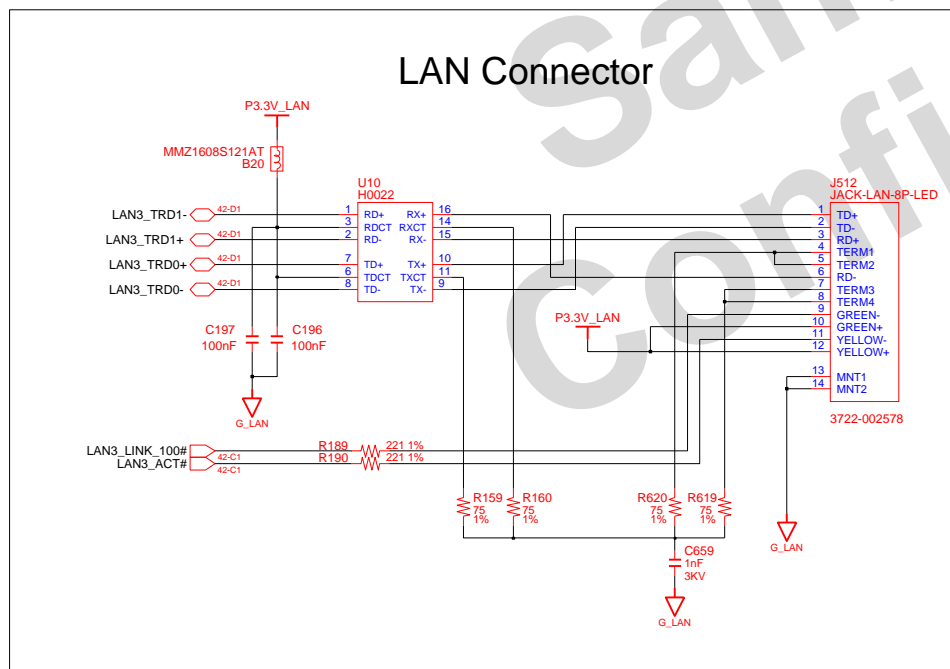 Sam
Confi
LAN Connector
P3.3V_LAN
MMZ1608S121AT
B20
U10
H0022
J512
JACK-LAN-8P-LED
LAN3_TRD1- 42-D1 1 RD+ RX+ 16
3 RDCT RXCT 14
LAN3_TRD1+ 42-D1 2 RD- RX- 15
LAN3_TRD0+ 42-D1 7 TD+ TX+ 10
6 TDCT TXCT 11
LAN3_TRD0- 42-D1 8 TD- TX- 9
1 TD+
2 TD-
3 RD+
4 TERM1
5 TERM2
6 RD-
7 TERM3
8 TERM4
9 GREEN-
10 GREEN+
11 YELLOW-
12 YELLOW+
13 MNT1
14 MNT2
3722-002578
P3.3V_LAN
C197
100nF
C196
100nF
G_LAN
LAN3_LINK_100# 42-C1 R189 221 1%
LAN3_ACT# 42-C1 R190 221 1%
R159
75
1%
R160
75
1%
R620
75
1%
R619
75
1%
G_LAN
C659
1nF
3KV
G_LAN